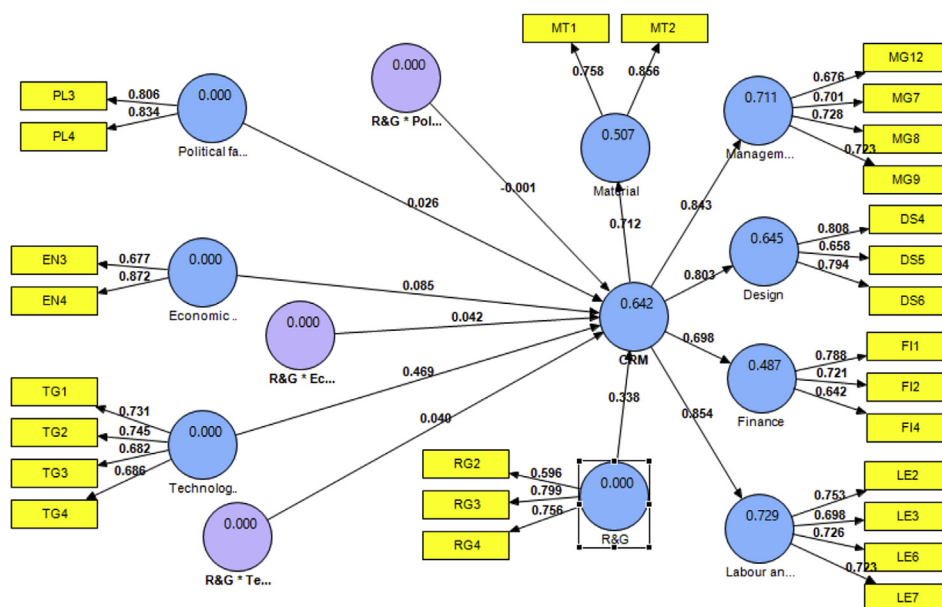 MT1
MT2
0.758
0.856
0.000
R&G * Pol...
PL3
PL4
0.806
0.834
0.000
Political fa...
0.507
Material
0.711
Managem...
0.676
0.701
0.728
0.723
MG12
MG7
MG8
MG9
-0.001
0.026
0.712
0.843
EN3
EN4
0.677
0.872
0.000
Economic ..
0.085
0.000
R&G * Ec...
0.042
0.642
CRM
0.803
0.645
Design
0.808
0.658
0.794
DS4
DS5
DS6
0.698
0.487
Finance
0.788
0.721
0.642
FI1
FI2
FI4
TG1
TG2
TG3
TG4
0.731
0.745
0.682
0.686
0.000
Technolog..
0.469
0.040
0.338
0.854
0.000
R&G * Te...
RG2
RG3
RG4
0.596
0.799
0.756
0.000
R&G
0.729
Labour an...
0.753
0.698
0.726
0.723
LE2
LE3
LE6
LE7